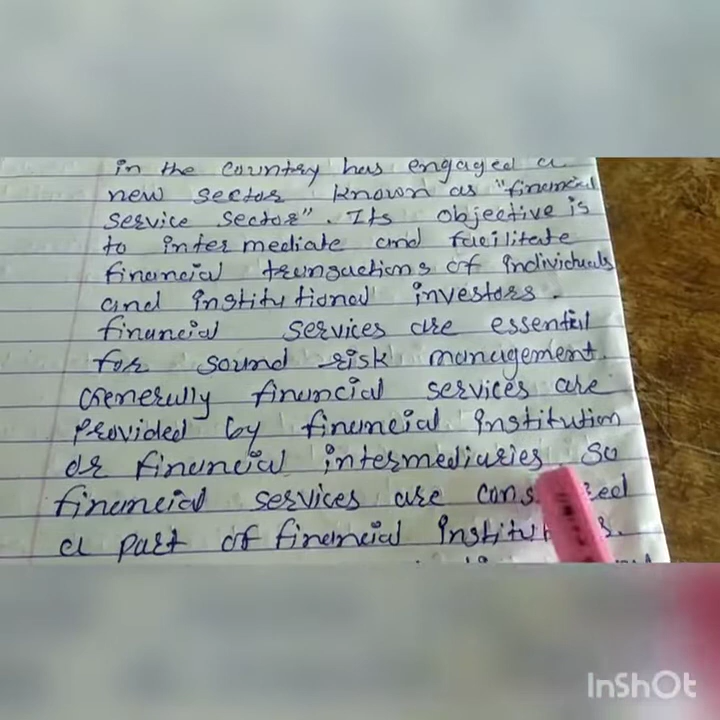 in the country has engaged a
new sector known as "financial
service sector". Its objective is
to intermediate and facilitate
financial transactions of individuals
and institutional investors.
financial services are essential
for sound risk management.
Generally financial services are
provided by financial institution
or financial intermediaries so
financial services are
a part of financial
InShOt